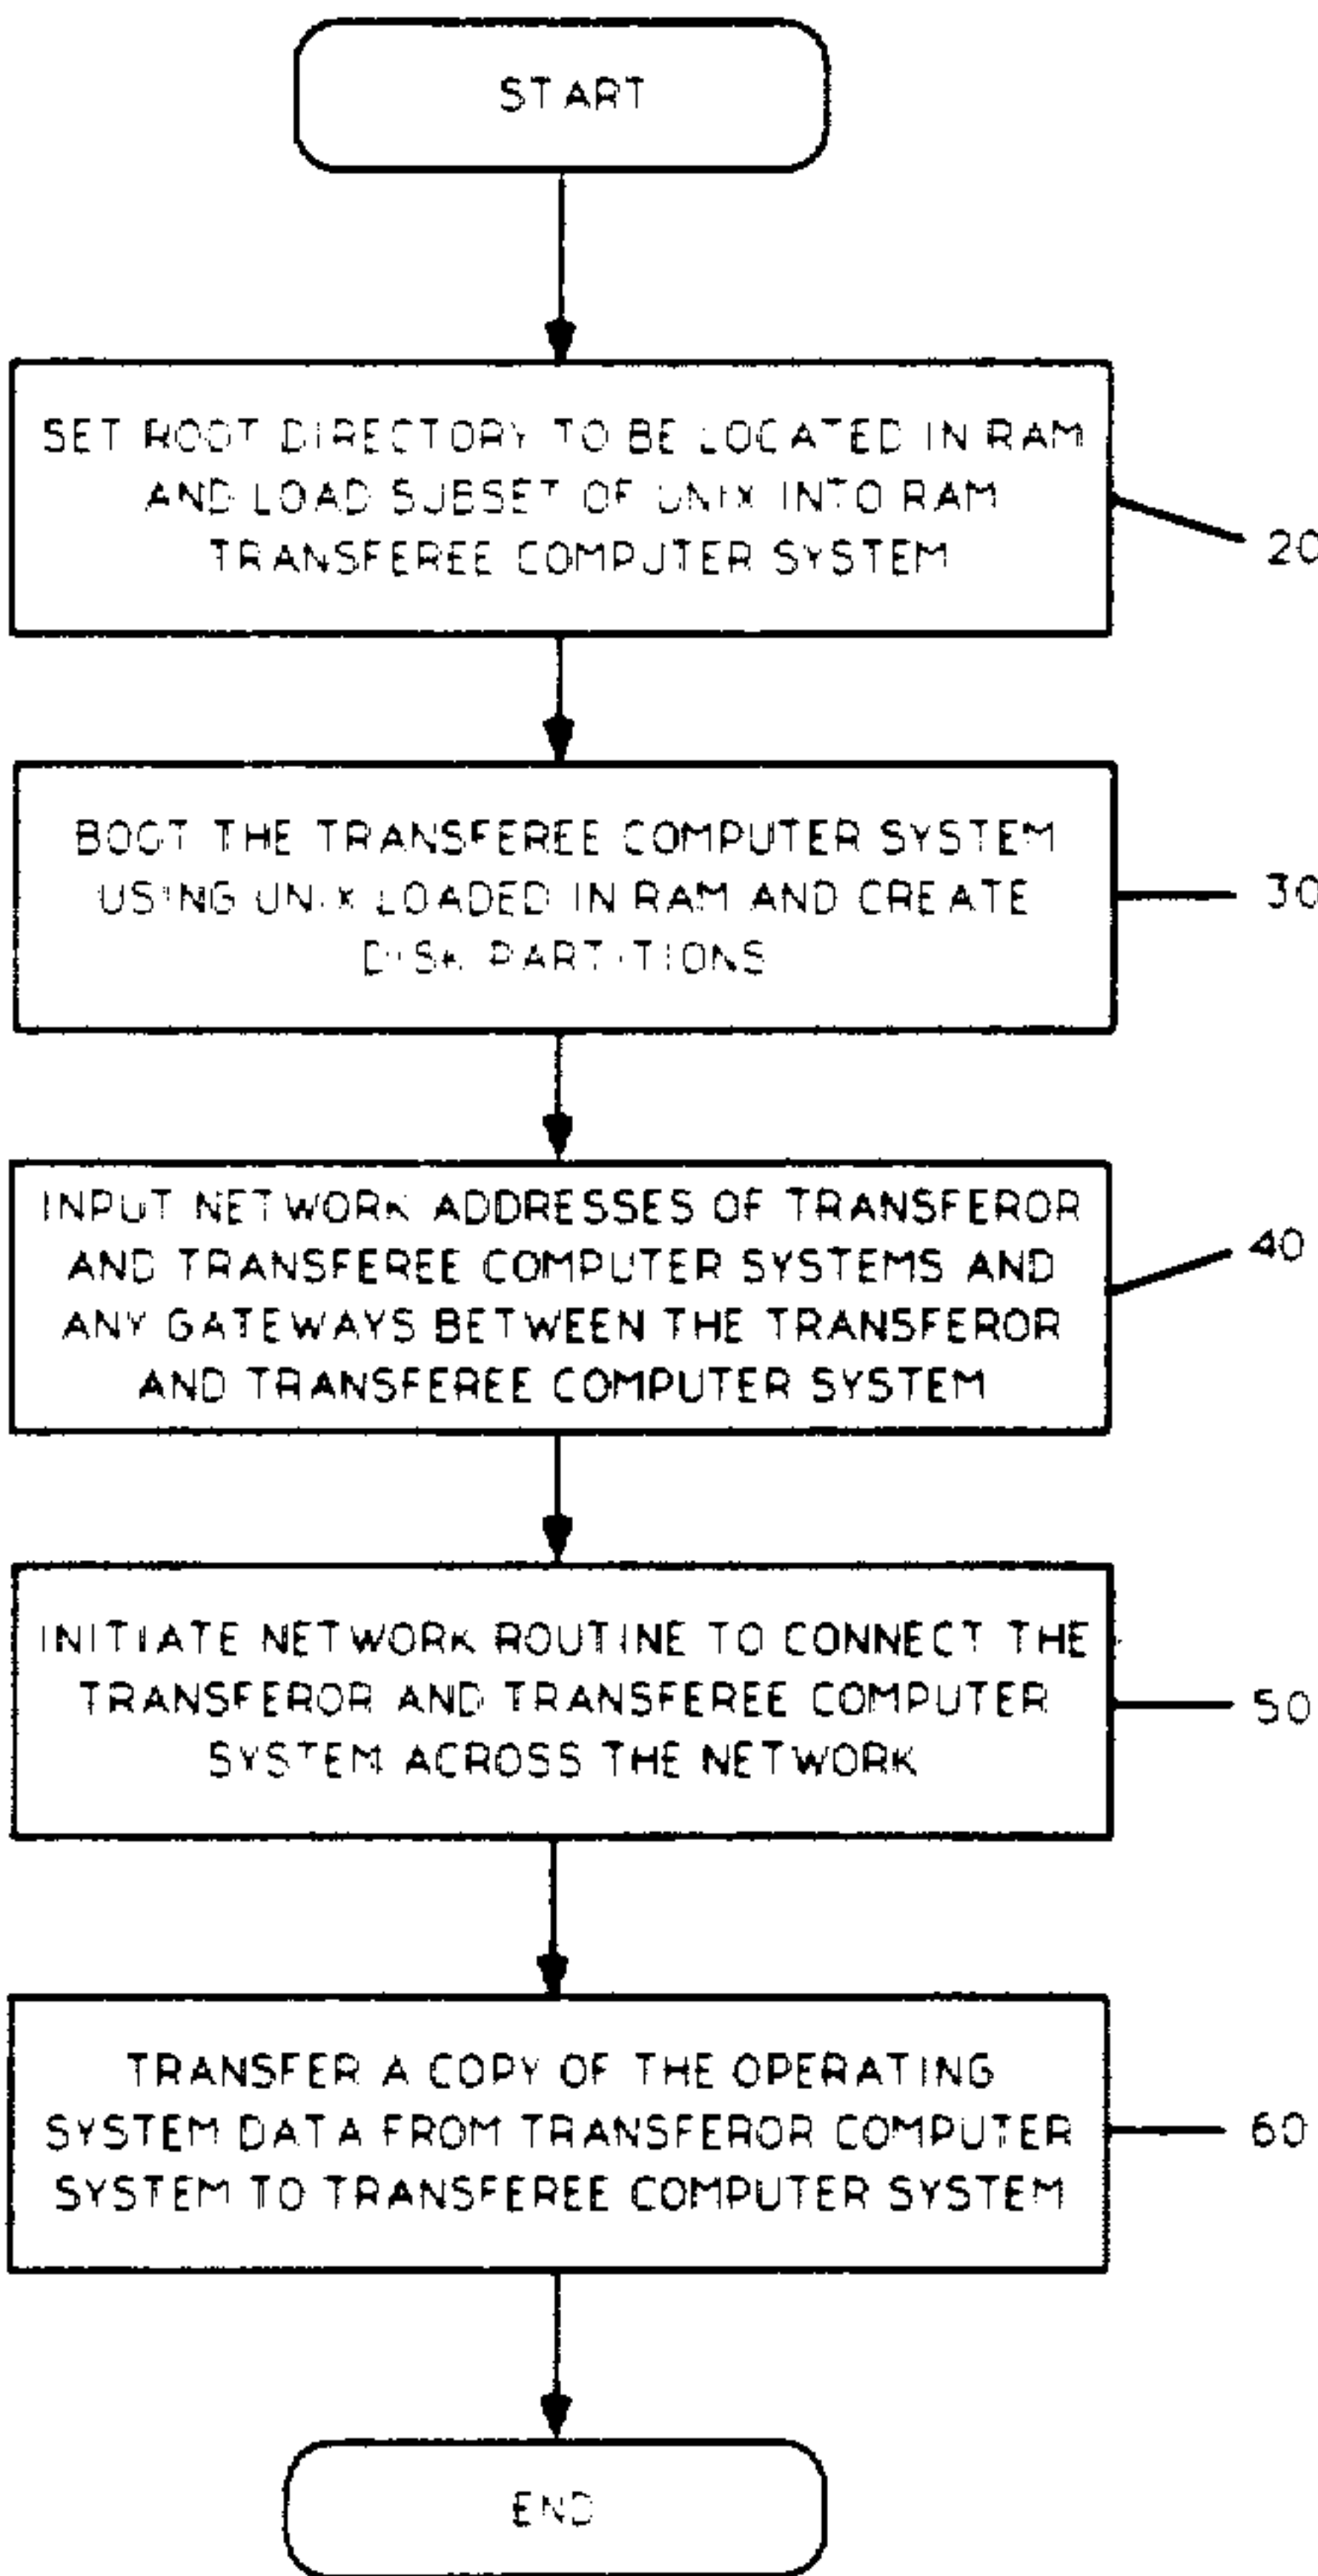 START
SET ROOT DIRECTORY TO BE LOCATED IN RAM
AND LOAD SUBSET OF UNIX INTO RAM
TRANSFEREE COMPUTER SYSTEM
20
BOOT THE TRANSFEREE COMPUTER SYSTEM
USING UNIX LOADED IN RAM AND CREATE
DISK PARTITIONS
30
INPUT NETWORK ADDRESSES OF TRANSFEROR
AND TRANSFEREE COMPUTER SYSTEMS AND
ANY GATEWAYS BETWEEN THE TRANSFEROR
AND TRANSFEREE COMPUTER SYSTEM
40
INITIATE NETWORK ROUTINE TO CONNECT THE
TRANSFEROR AND TRANSFEREE COMPUTER
SYSTEM ACROSS THE NETWORK
50
TRANSFER A COPY OF THE OPERATING
SYSTEM DATA FROM TRANSFEROR COMPUTER
SYSTEM TO TRANSFEREE COMPUTER SYSTEM
60
END